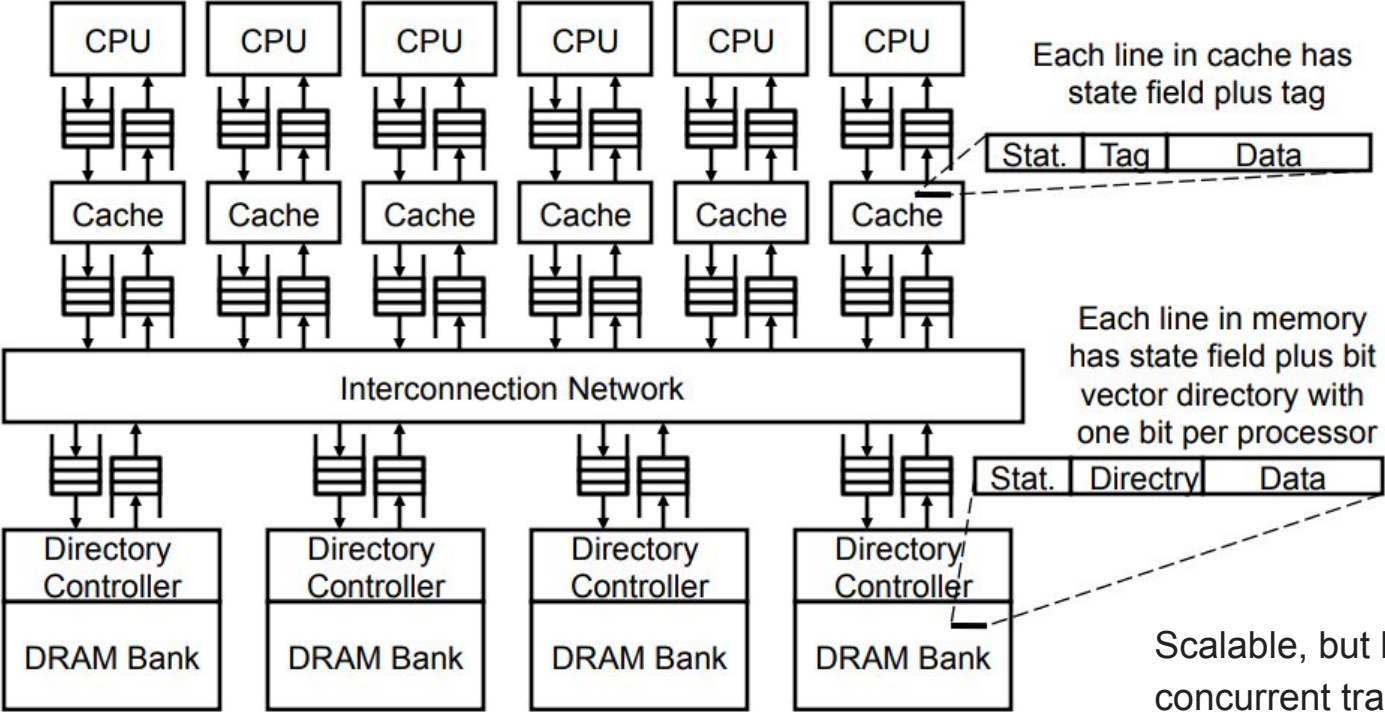 CPU CPU CPU CPU CPU CPU
Each line in cache has
state field plus tag
Stat. Tag Data
Cache Cache Cache Cache Cache Cache
Each line in memory
has state field plus bit
vector directory with
one bit per processor
Interconnection Network
Stat. Directry Data
Directory Directory Directory Directory
Controller Controller Controller Controller
DRAM Bank DRAM Bank DRAM Bank DRAM Bank
Scalable, but
concurrent